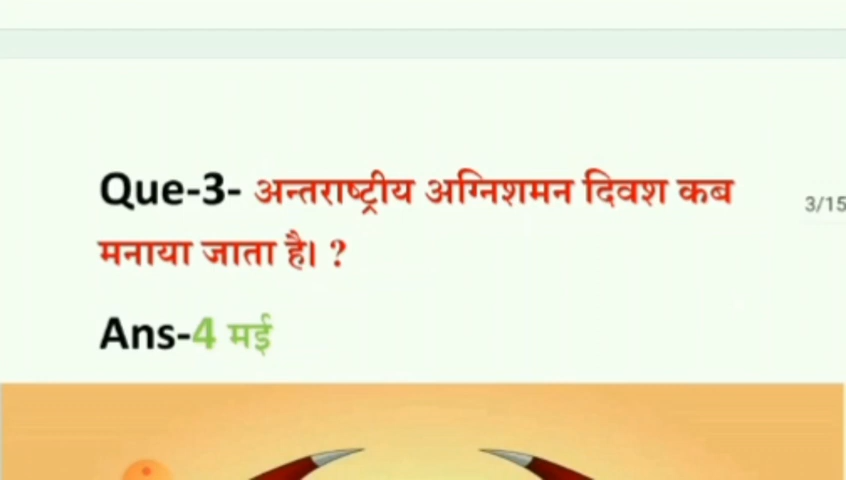 Que-3- अन्तराष्ट्रीय अग्निशमन दिवश कब
3/15
मनाया जाता है। ?
Ans-4 मई